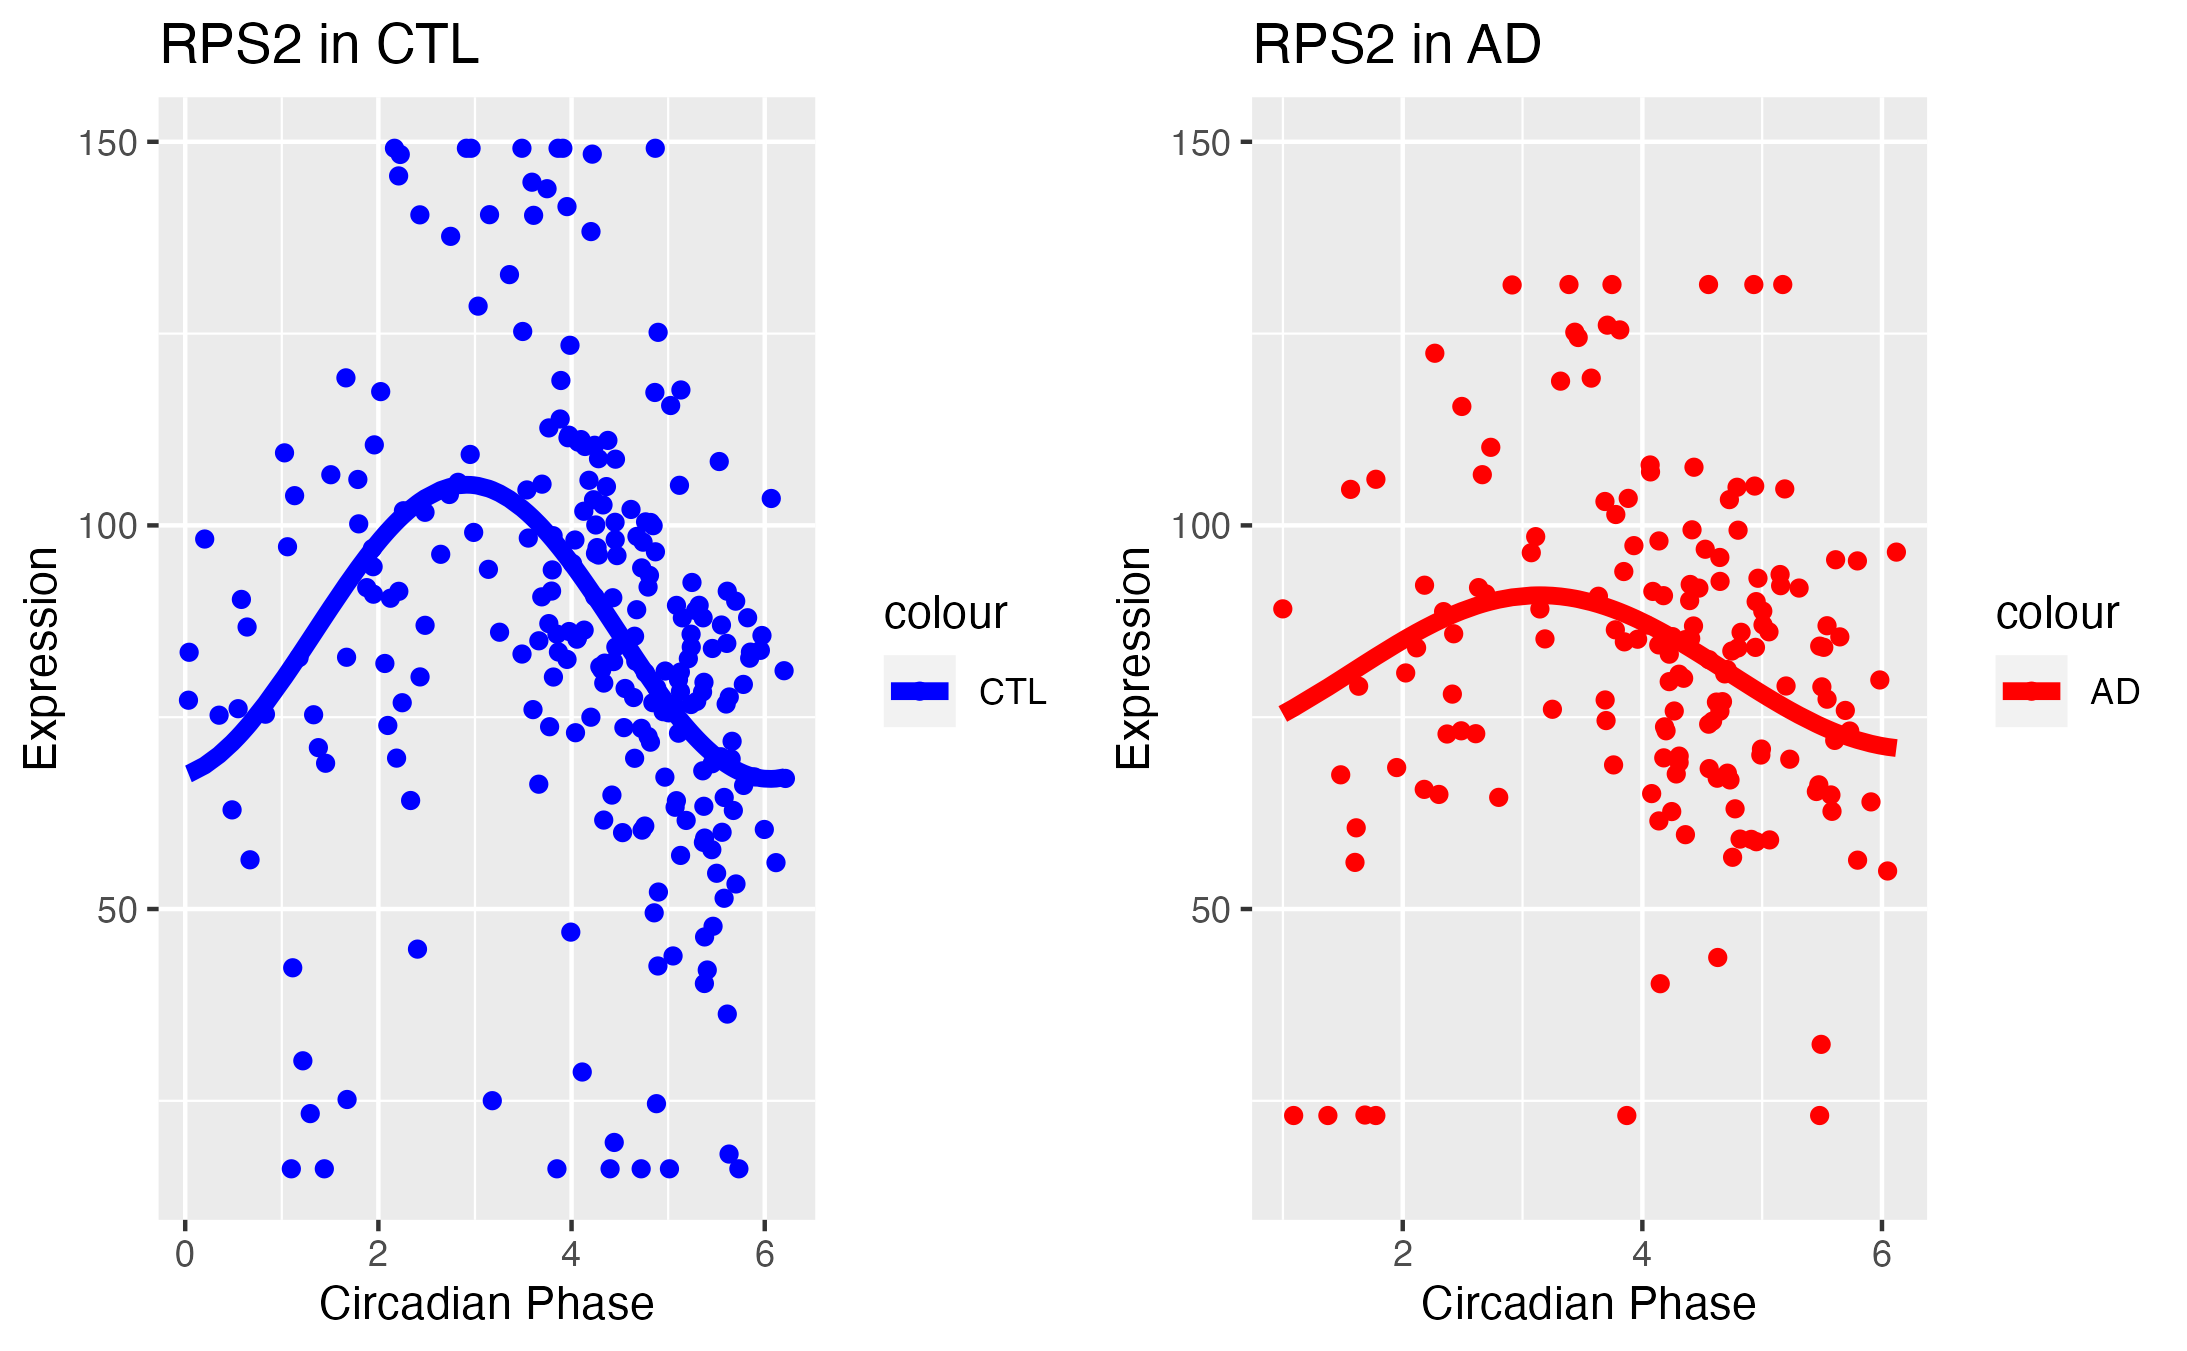 RPS2 in CTL
150
100
50
Expression
0 2 4 6
Circadian Phase
colour
CTL
RPS2 in AD
150
100
50
Expression
2 4 6
Circadian Phase
colour
AD